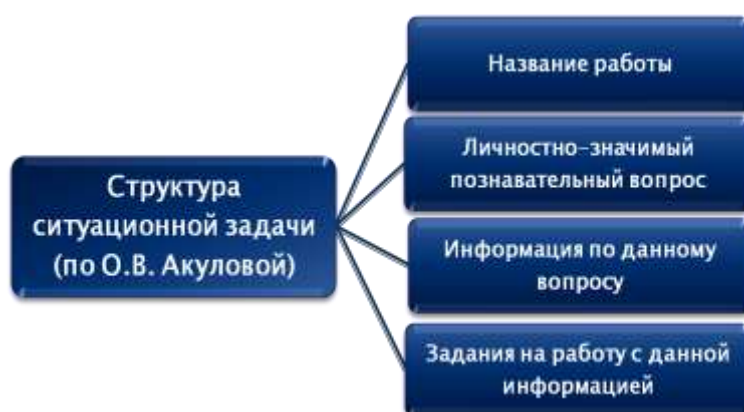 Структура
ситуационной задачи
(по О.В. Акуловой)
Название работы
Личностно-значимый
познавательный вопрос
Информация по данному
вопросу
Задания на работу с данной
информацией